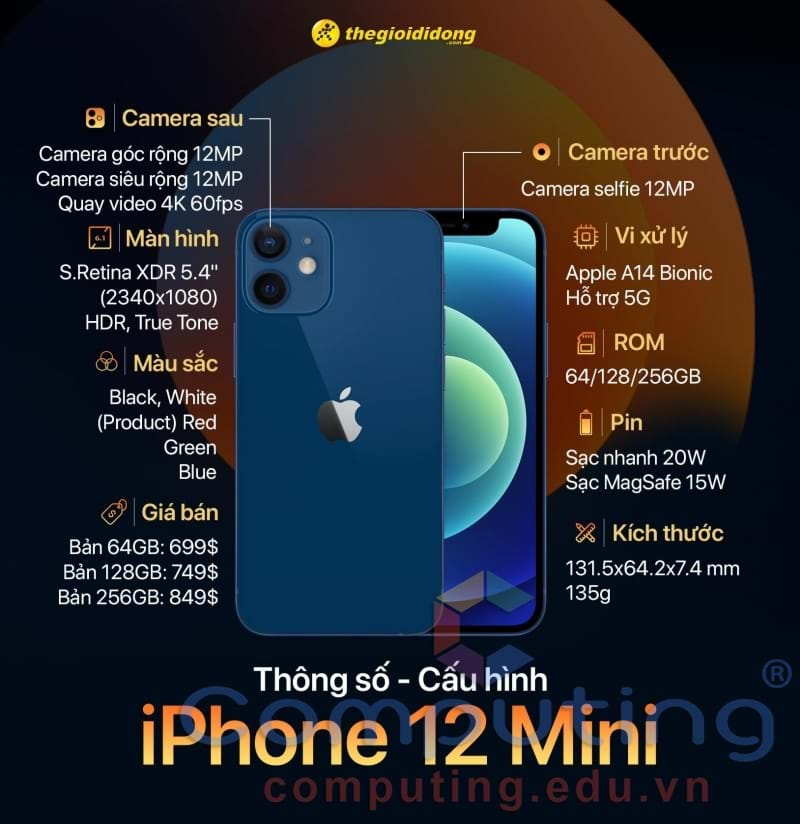 thegioididong
.com
Camera sau
Camera góc rộng 12MP
Camera siêu rộng 12MP
Quay video 4K 60fps
6.1
Màn hình
S.Retina XDR 5.4"
(2340x1080)
HDR, True Tone
Màu sắc
Black, White
(Product) Red
Green
Blue
$
Giá bán
Bản 64GB: 699$
Bản 128GB: 749$
Bản 256GB: 849$
Camera trước
Camera selfie 12MP
Vi xử lý
Apple A14 Bionic
Hỗ trợ 5G
ROM
64/128/256GB
Pin
Sạc nhanh 20W
Sạc MagSafe 15W
Kích thước
131.5x64.2x7.4 mm
135g
Thông số - Cấu hình
iPhone 12 Mini
Computing®
computing.edu.vn